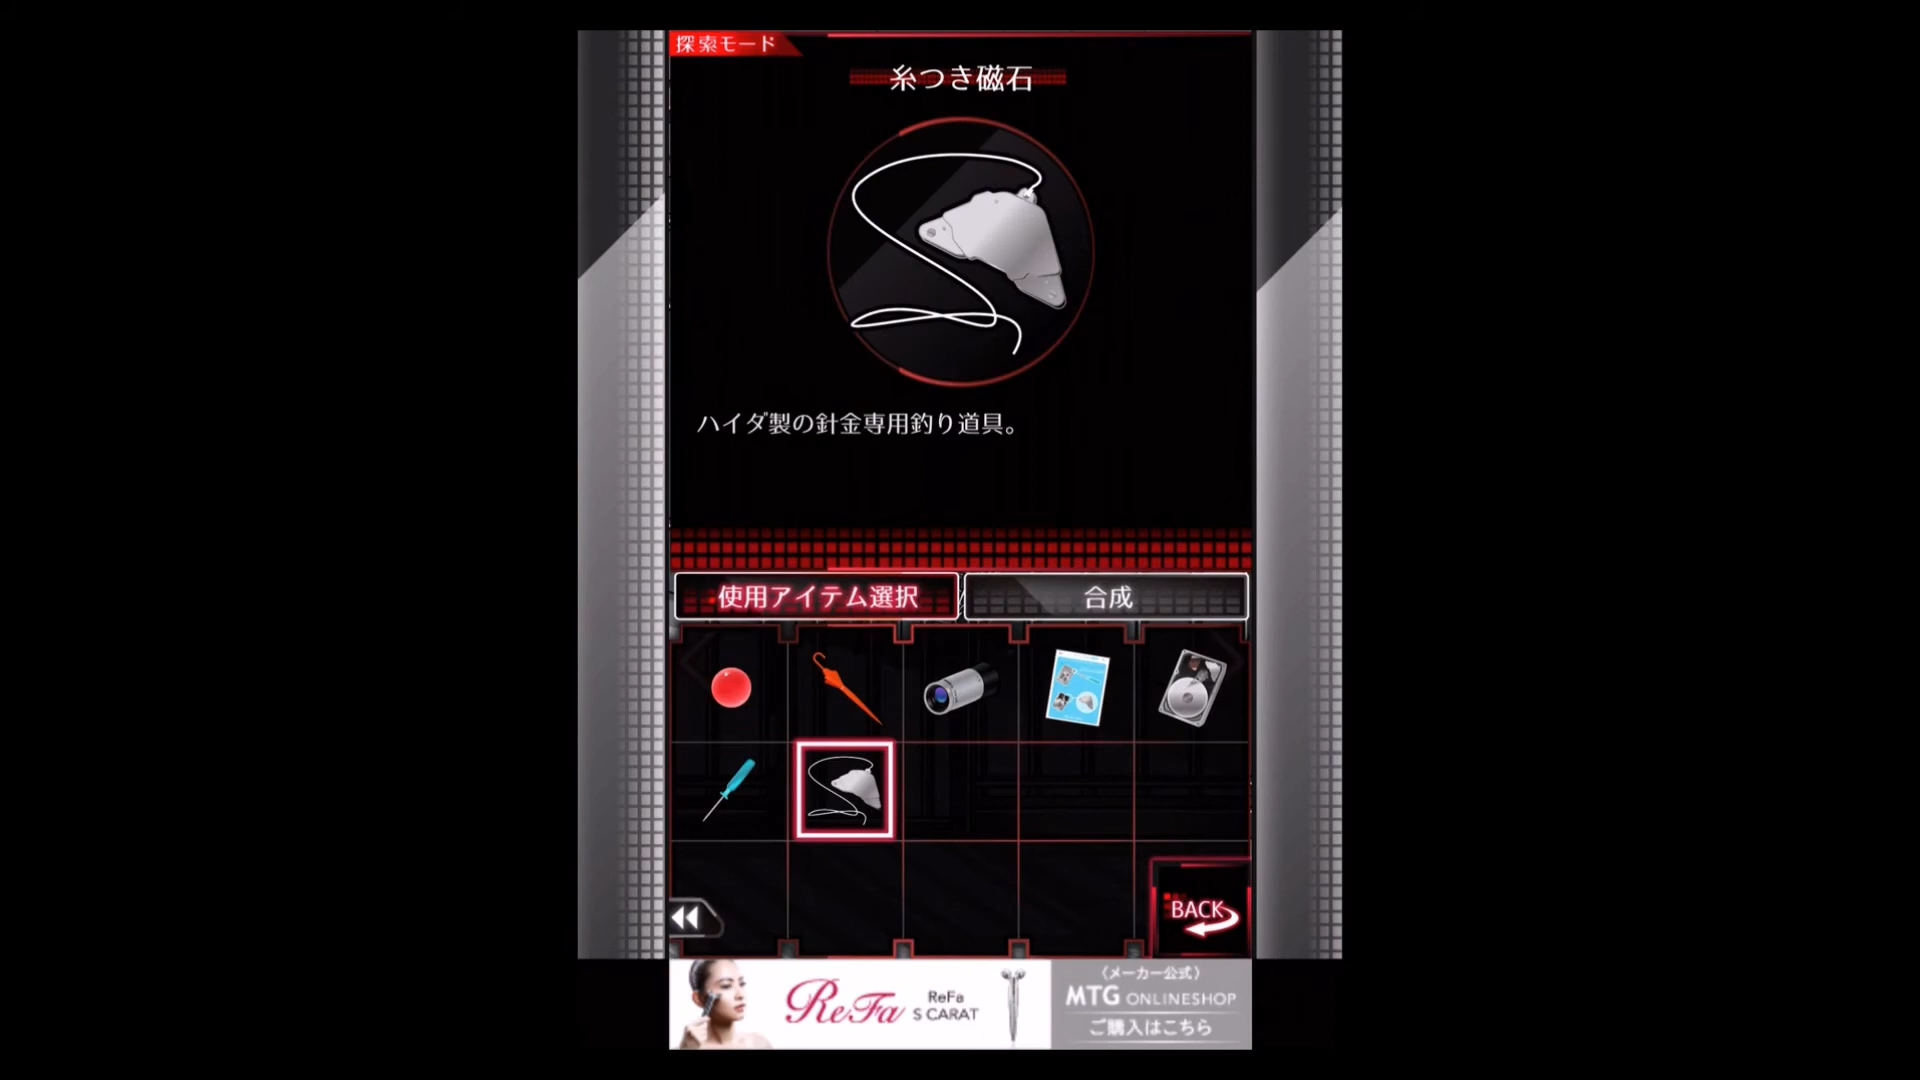 探索モード
糸つき磁石
ハイダ製の針金専用釣り道具。
使用アイテム選択
合成
BACK
ReFa
ReFa
S CARAT
〈メーカー公式〉
MTG ONLINESHOP
ご購入はこちら